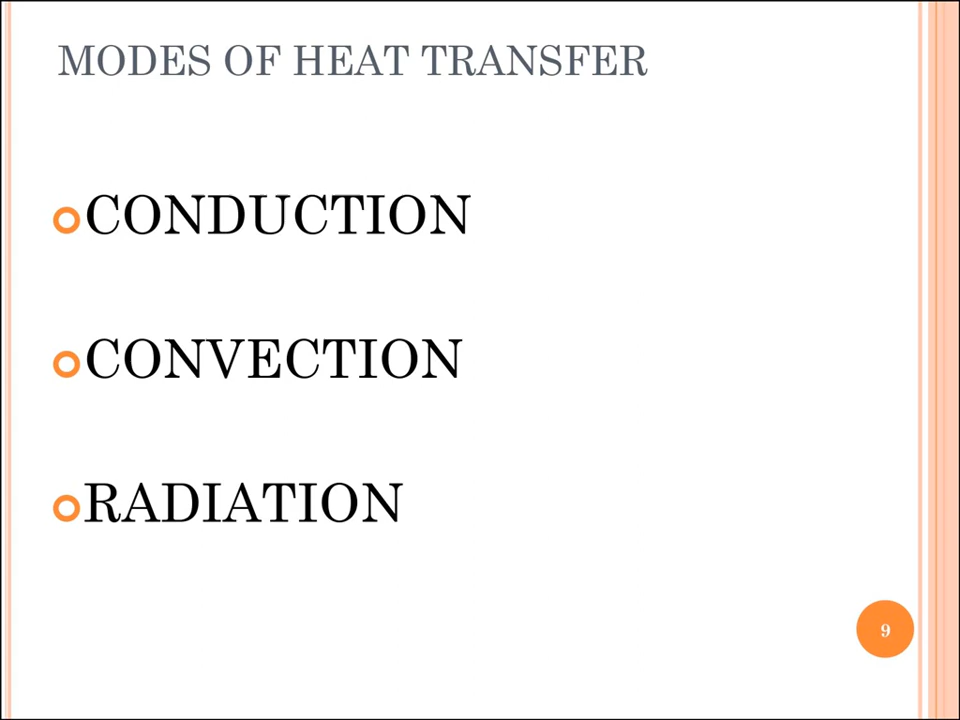 MODES OF HEAT TRANSFER
CONDUCTION
CONVECTION
RADIATION
9